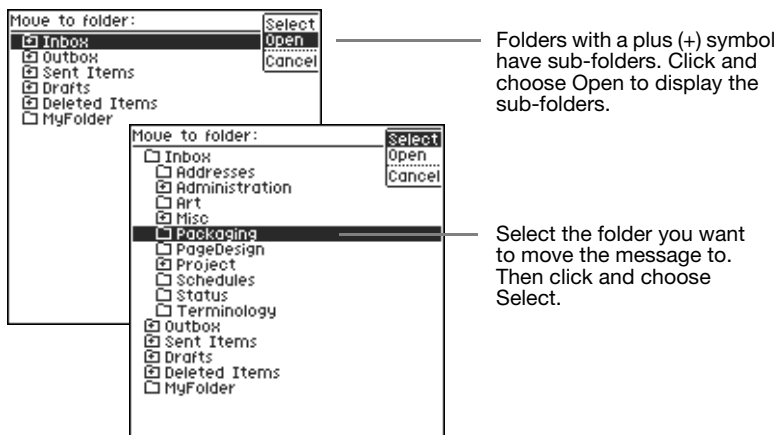 Move to folder:
Select
Inbox
Open
Outbox
Cancel
Sent Items
Drafts
Deleted Items
MyFolder
Folders with a plus (+) symbol
have sub-folders. Click and
choose Open to display the
sub-folders.
Move to folder:
Select
Inbox
Open
Addresses
Cancel
Administration
Art
Misc
Packaging
PageDesign
Project
Schedules
Status
Terminology
Outbox
Sent Items
Drafts
Deleted Items
MyFolder
Select the folder you want
to move the message to.
Then click and choose
Select.